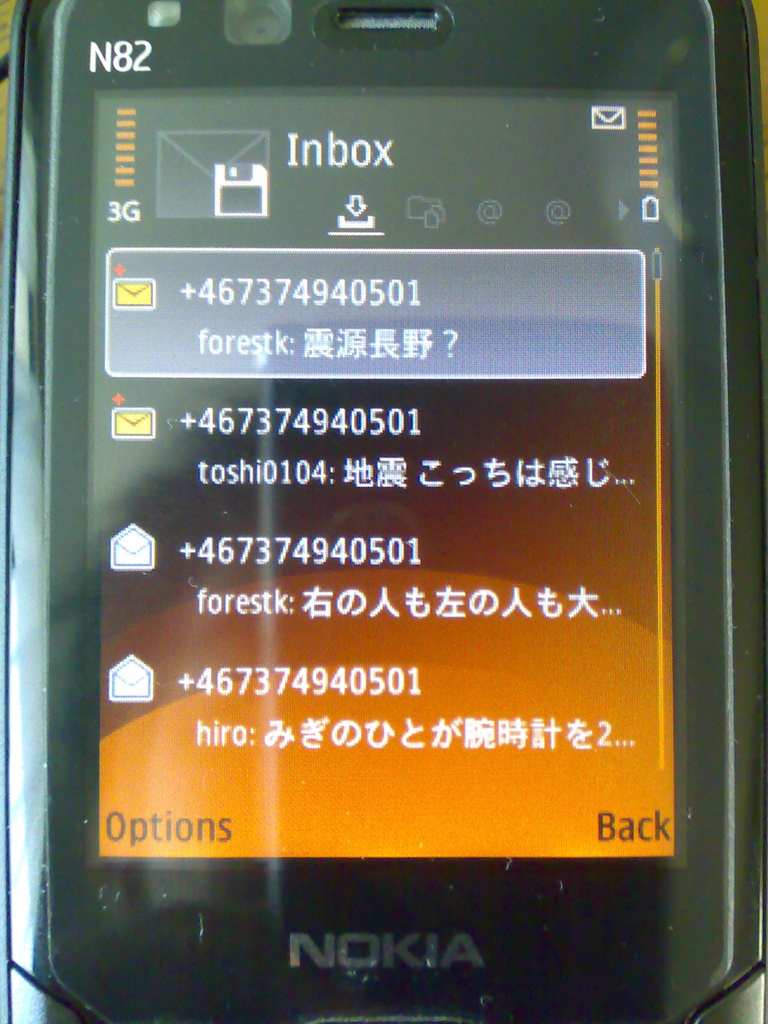 N82
Inbox
3G
+467374940501
forestk: 震源長野？
+467374940501
toshi0104: 地震 こっちは感じ...
+467374940501
forestk: 右の人も左の人も大...
+467374940501
hiro: みぎのひとが腕時計を2...
Options Back
NOKIA